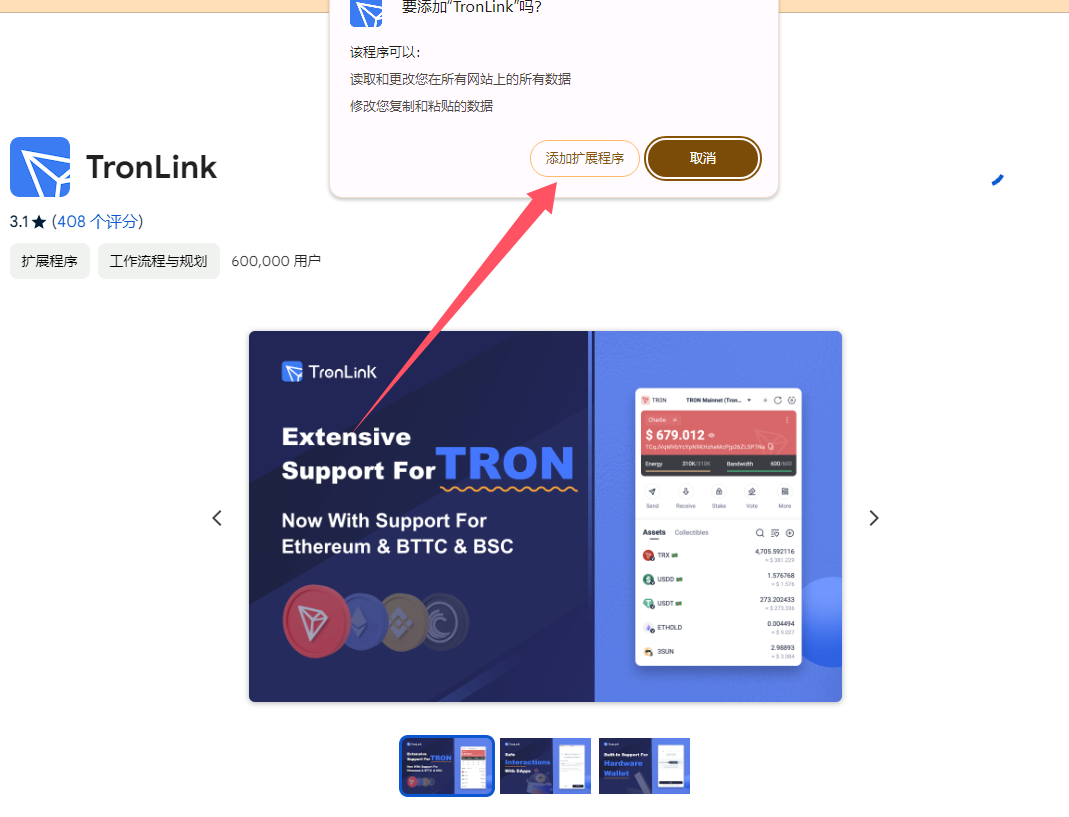 要添加"TronLink"吗?
该程序可以:
读取和更改您在所有网站上的所有数据
修改您复制和粘贴的数据
添加扩展程序
取消
TronLink
3.1★ (408 个评分)
扩展程序
工作流程与规划
600,000 用户
TronLink
Extensive
Support For TRON
Now With Support For
Ethereum & BTTC & BSC
TRON
TRON Mainnet (Tron...
Charlie
$ 679.012
Energy
310K/310K
Bandwidth
600/600
Send
Receive
Stake
Vote
More
Assets
Collectibles
TRX
4,705.592116
≈ $ 381.229
USDD
1.576768
≈ $ 1.576
USDT
273.202433
≈ $ 273.336
ETHOLD
0.004494
≈ $ 9.027
3SUN
2.98893
≈ $ 3.084
Extensive
Support For TRON
Now With Support For
Ethereum & BTTC & BSC
Safe
Interactions
With DApps
Built-in Support For
Hardware
Wallet